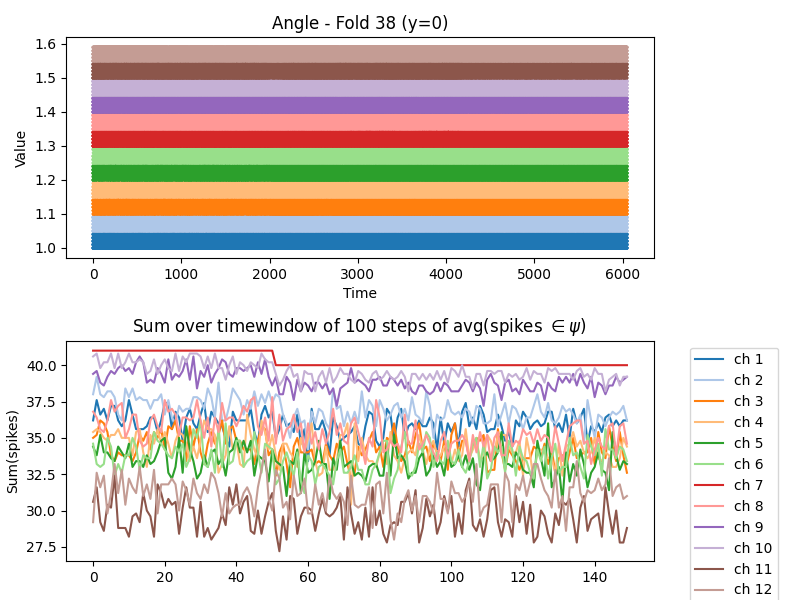 Angle - Fold 38 (y=0)
Value
1.6
1.5
1.4
1.3
1.2
1.1
1.0
0 1000 2000 3000 4000 5000 6000
Time
Sum over timewindow of 100 steps of avg(spikes ∈ψ)
Sum(spikes)
40.0
37.5
35.0
32.5
30.0
27.5
0 20 40 60 80 100 120 140
ch 1
ch 2
ch 3
ch 4
ch 5
ch 6
ch 7
ch 8
ch 9
ch 10
ch 11
ch 12